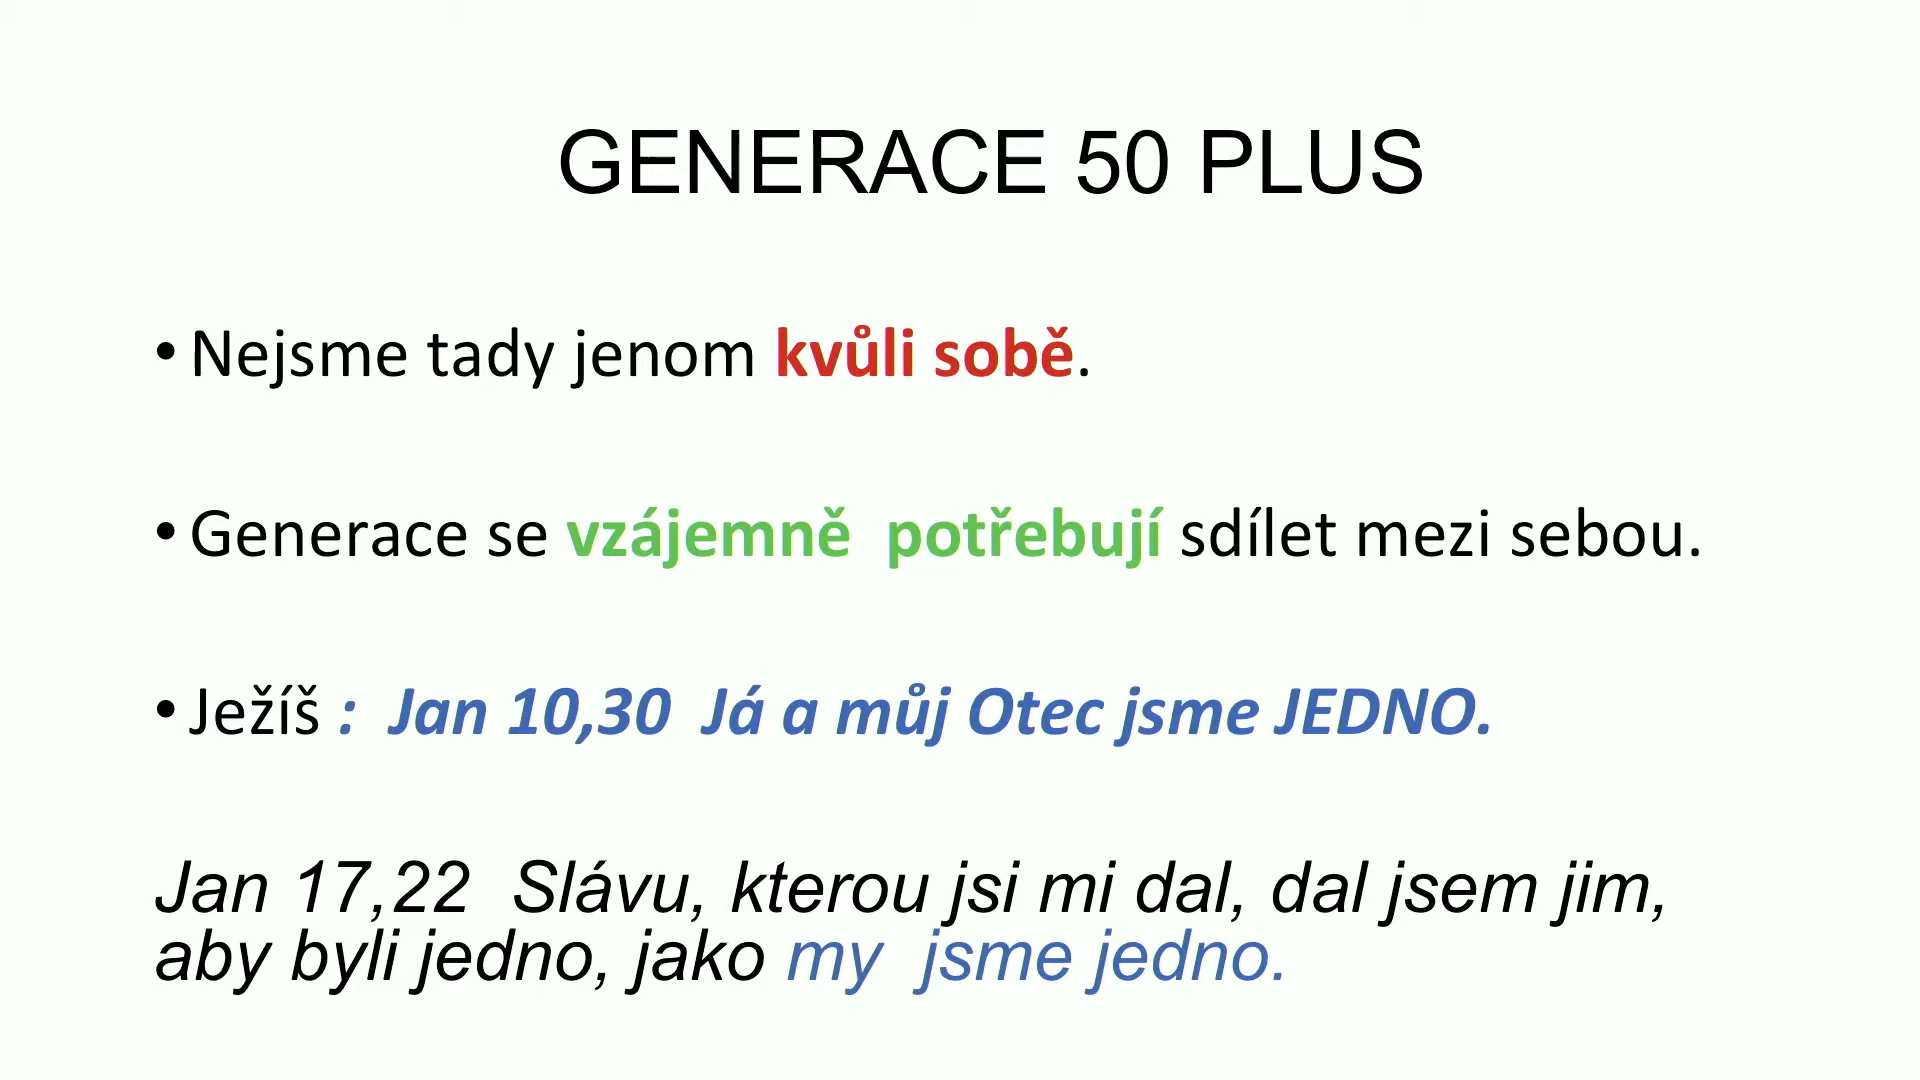 GENERACE 50 PLUS
• Nejsme tady jenom kvůli sobě.
• Generace se vzájemně  potřebují sdílet mezi sebou.
• Ježíš :  Jan 10,30  Já a můj Otec jsme JEDNO.
Jan 17,22  Slávu, kterou jsi mi dal, dal jsem jim,
aby byli jedno, jako my  jsme jedno.